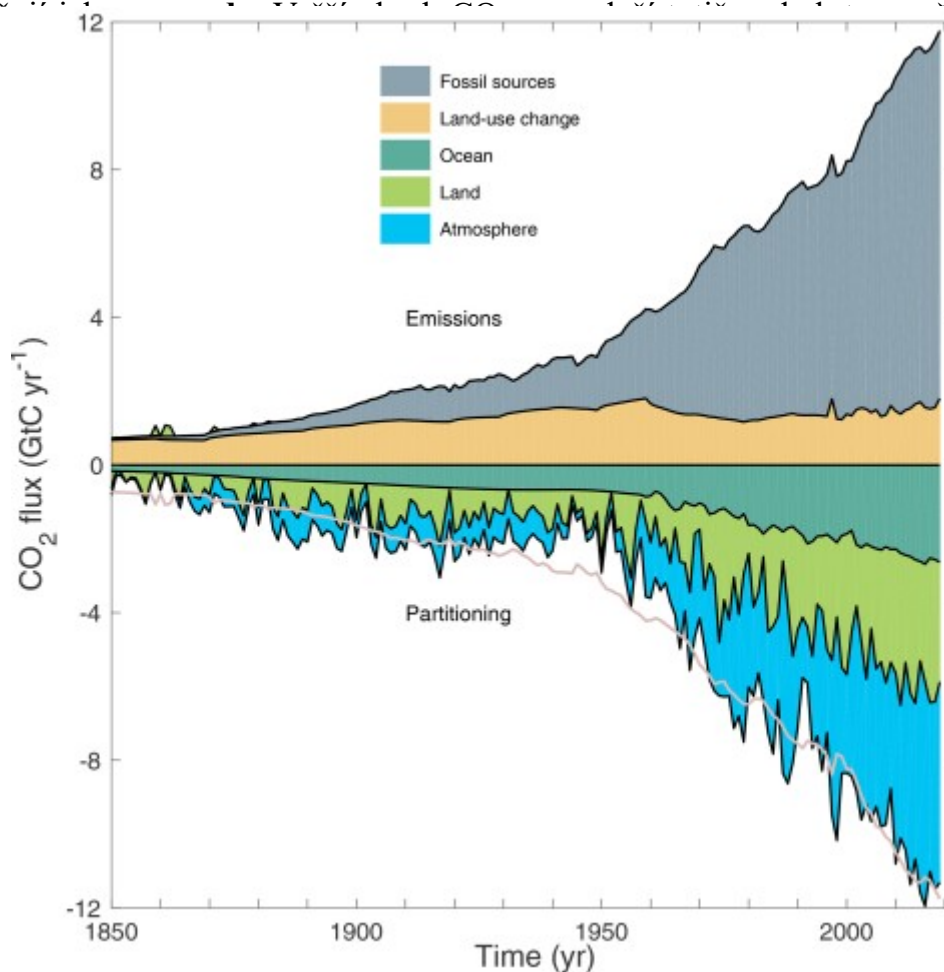 12
Fossil sources
Land-use change
Ocean
Land
Atmosphere
8
Emissions
4
0
CO2 flux (GtC yr-1)
-4
Partitioning
-8
-12
1850 1900 1950 2000
Time (yr)